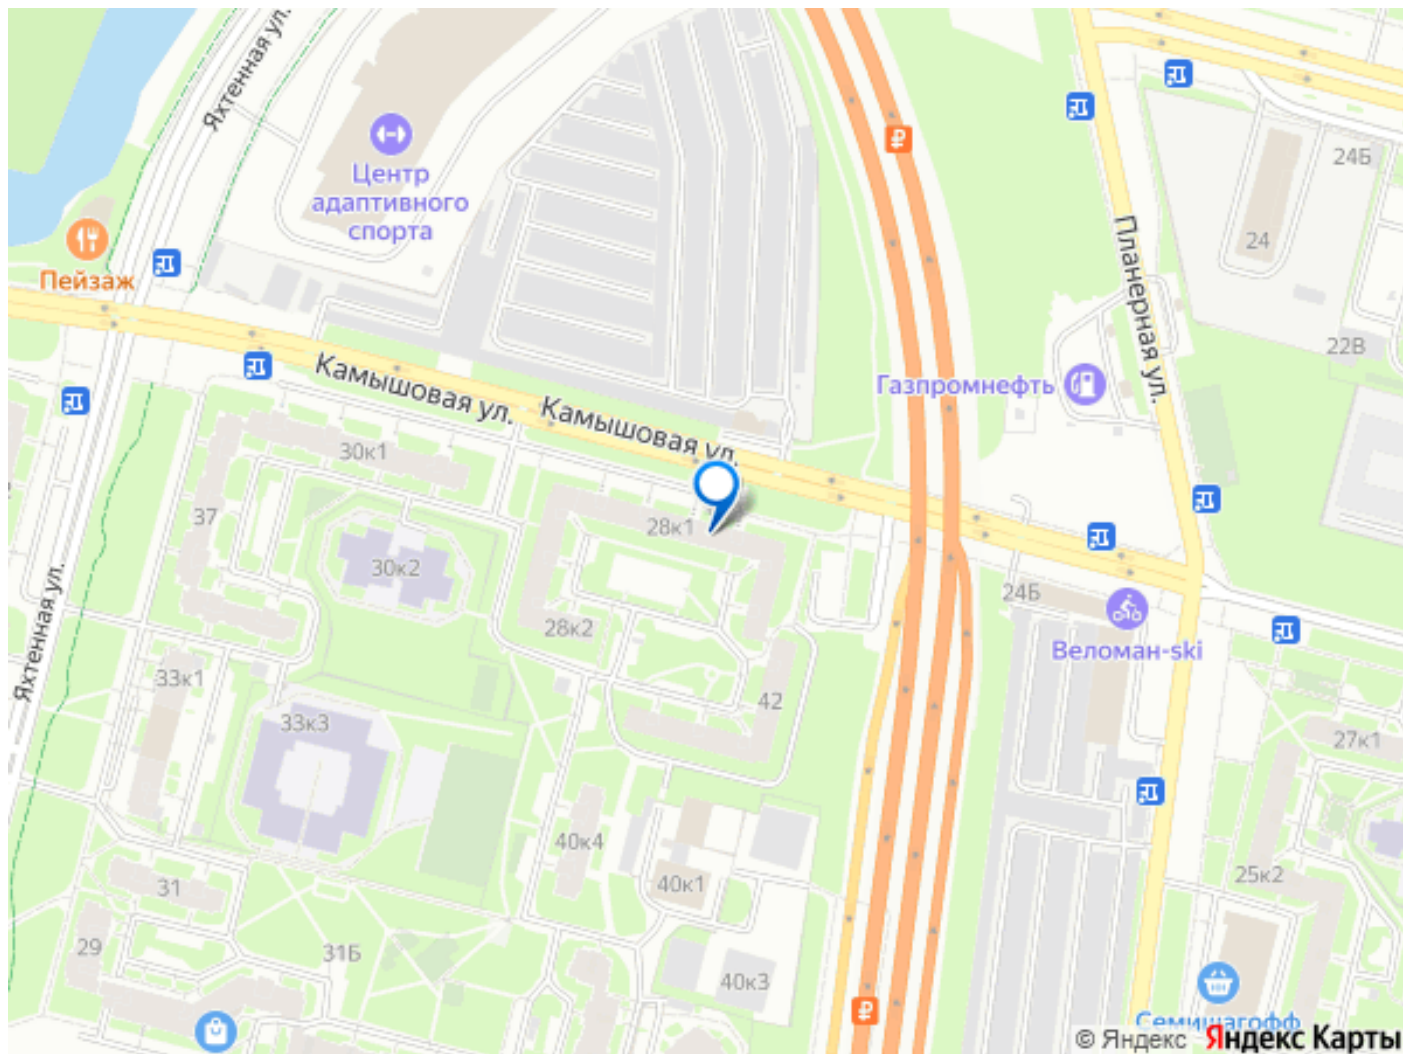 Яхтенная ул.
Центр
адаптивного
спорта
24Б
24
Планерная ул.
Пейзаж
22В
Газпромнефть
Камышовая ул.
Камышовая ул.
30к1
37
28к1
30к2
24Б
28к2
Веломан-ski
Яхтенная ул.
33к1
42
33к3
27к1
40к4
31
40к1
25к2
29
31Б
40к3
Семишагофф
© Яндекс Яндекс Карты